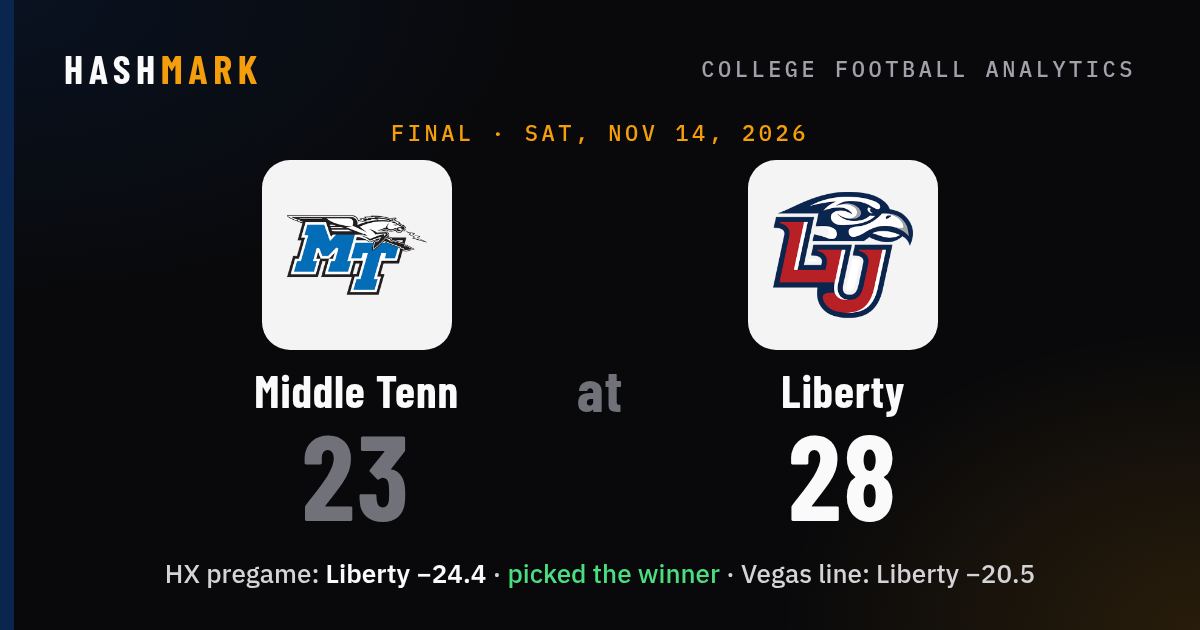 HASHMARK
COLLEGE FOOTBALL ANALYTICS
FINAL · SAT, NOV 14, 2026
MT
LU
Middle Tenn
at
Liberty
23
28
HX pregame: Liberty −24.4 · picked the winner · Vegas line: Liberty −20.5